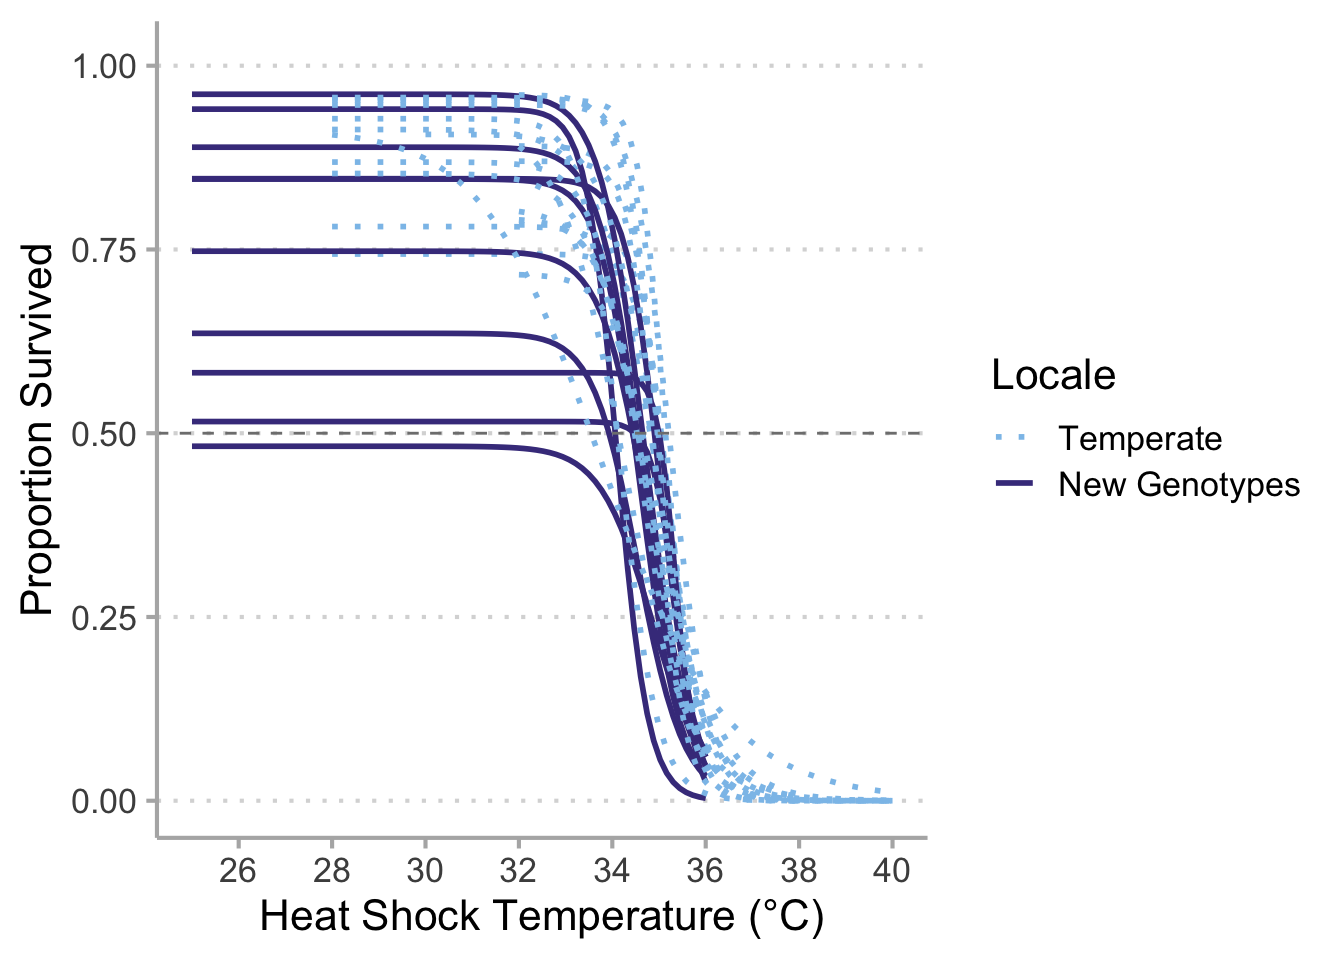 1.00
0.75
0.50
0.25
0.00
Proportion Survived
26 28 30 32 34 36 38 40
Heat Shock Temperature (°C)
Locale
Temperate
New Genotypes